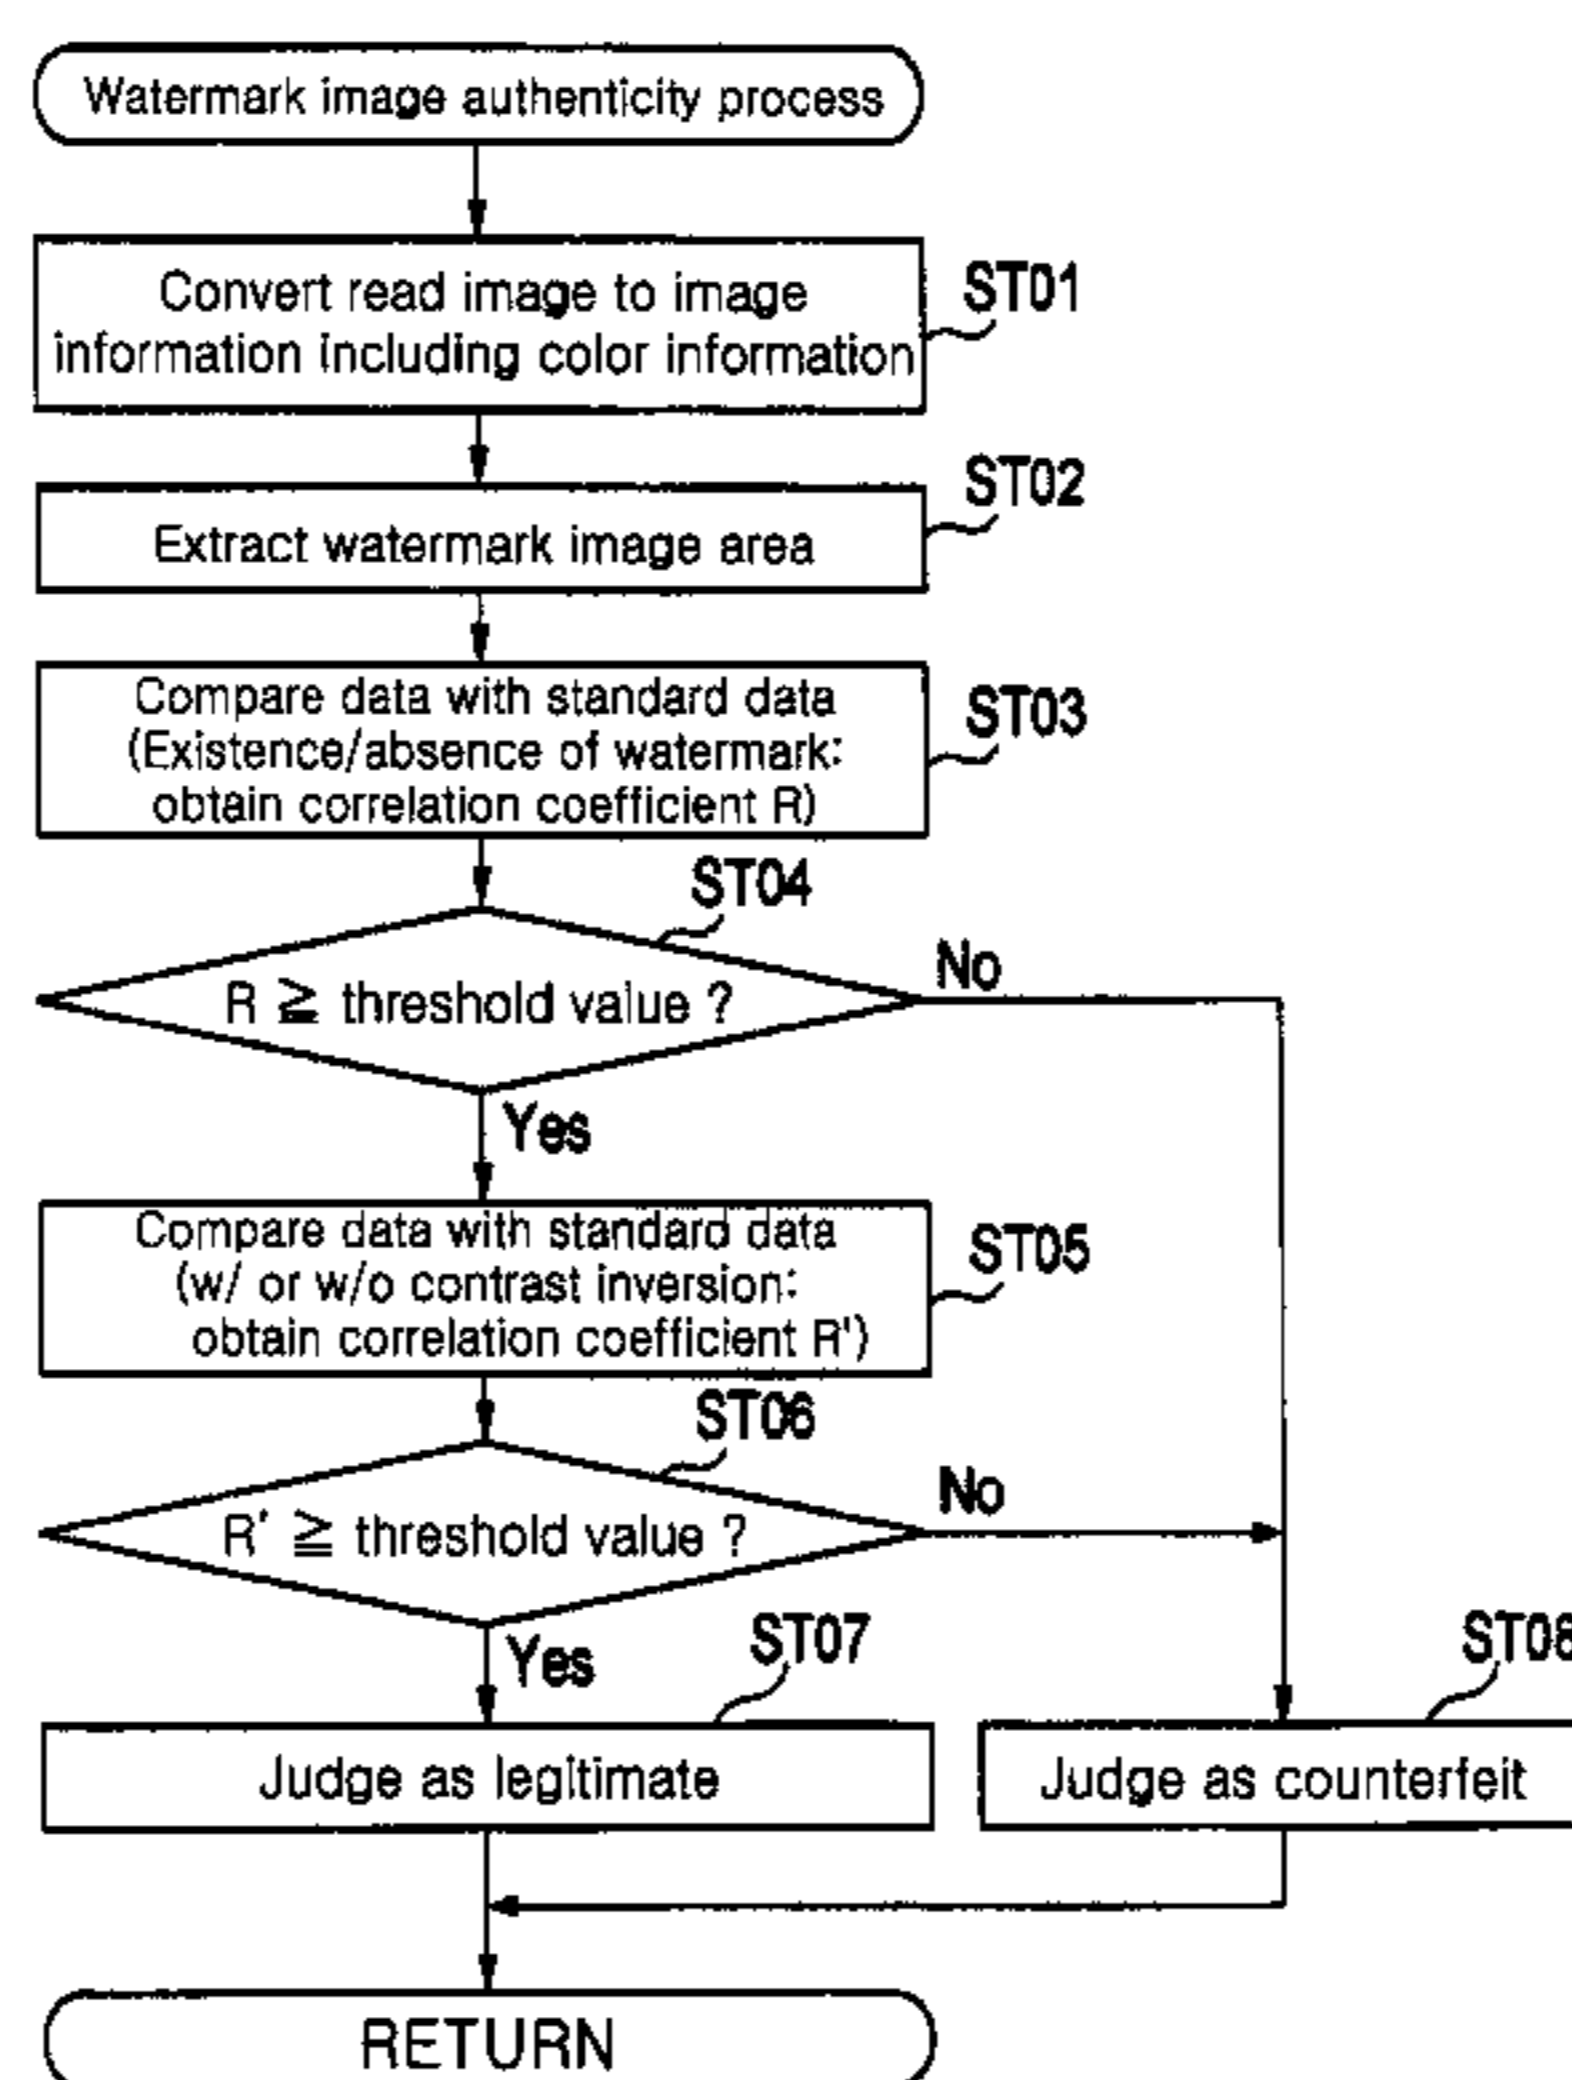 Watermark image authenticity process
Convert read image to image
information including color information
ST01
Extract watermark image area
ST02
Compare data with standard data
(Existence/absence of watermark:
obtain correlation coefficient R)
ST03
ST04
R ≧ threshold value ?
No
Yes
Compare data with standard data
(w/ or w/o contrast inversion:
obtain correlation coefficient R')
ST05
ST06
R' ≧ threshold value ?
No
Yes
ST07
Judge as legitimate
ST08
Judge as counterfeit
RETURN